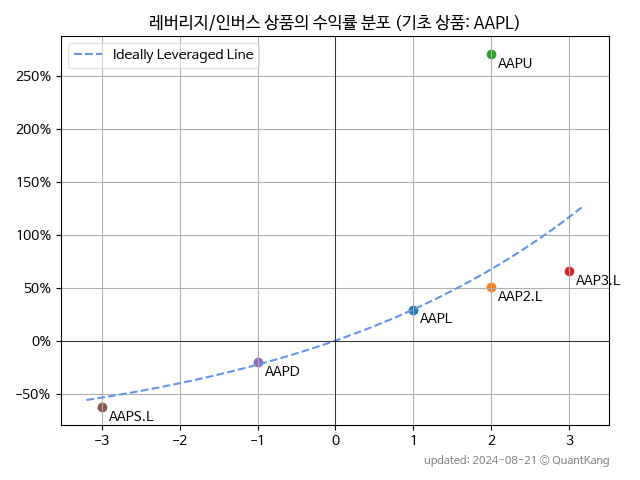 레버리지/인버스 상품의 수익률 분포 (기초 상품: AAPL)
Ideally Leveraged Line
AAPU
250%
200%
150%
100%
50%
0%
−50%
AAP3.L
AAP2.L
AAPL
AAPD
AAPS.L
−3 −2 −1 0 1 2 3
updated: 2024-08-21 © QuantKang